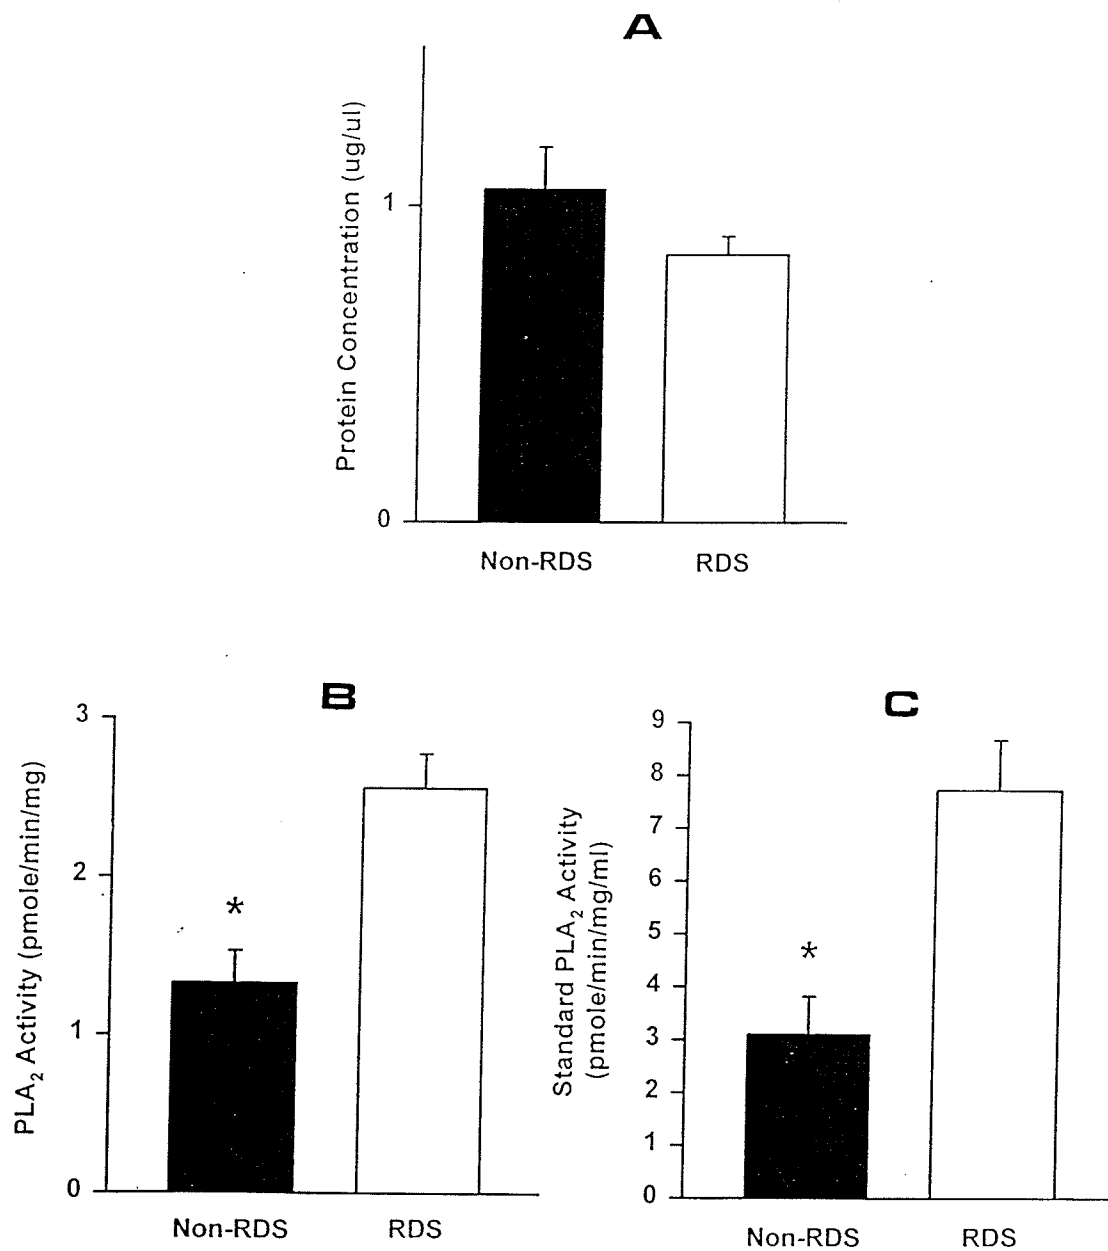 A
Protein Concentration (ug/ul)
1
0
Non-RDS
RDS
B
PLA₂ Activity (pmole/min/mg)
3
2
1
0
*
Non-RDS
RDS
C
Standard PLA₂ Activity
(pmole/min/mg/ml)
9
8
7
6
5
4
3
2
1
0
*
Non-RDS
RDS